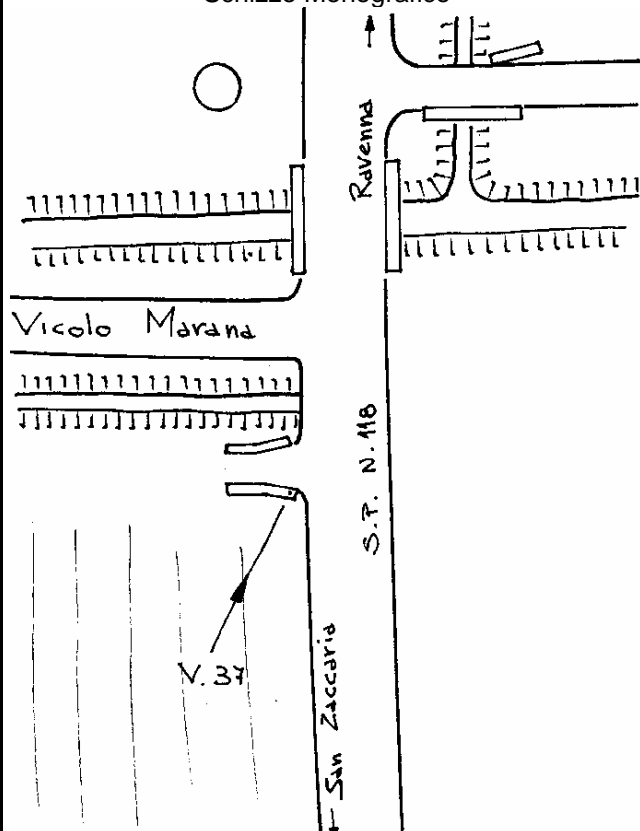 Schizzo Monografico
Ravenna
Vicolo Marana
S.P. N. 118
V. 37
San Zaccaria